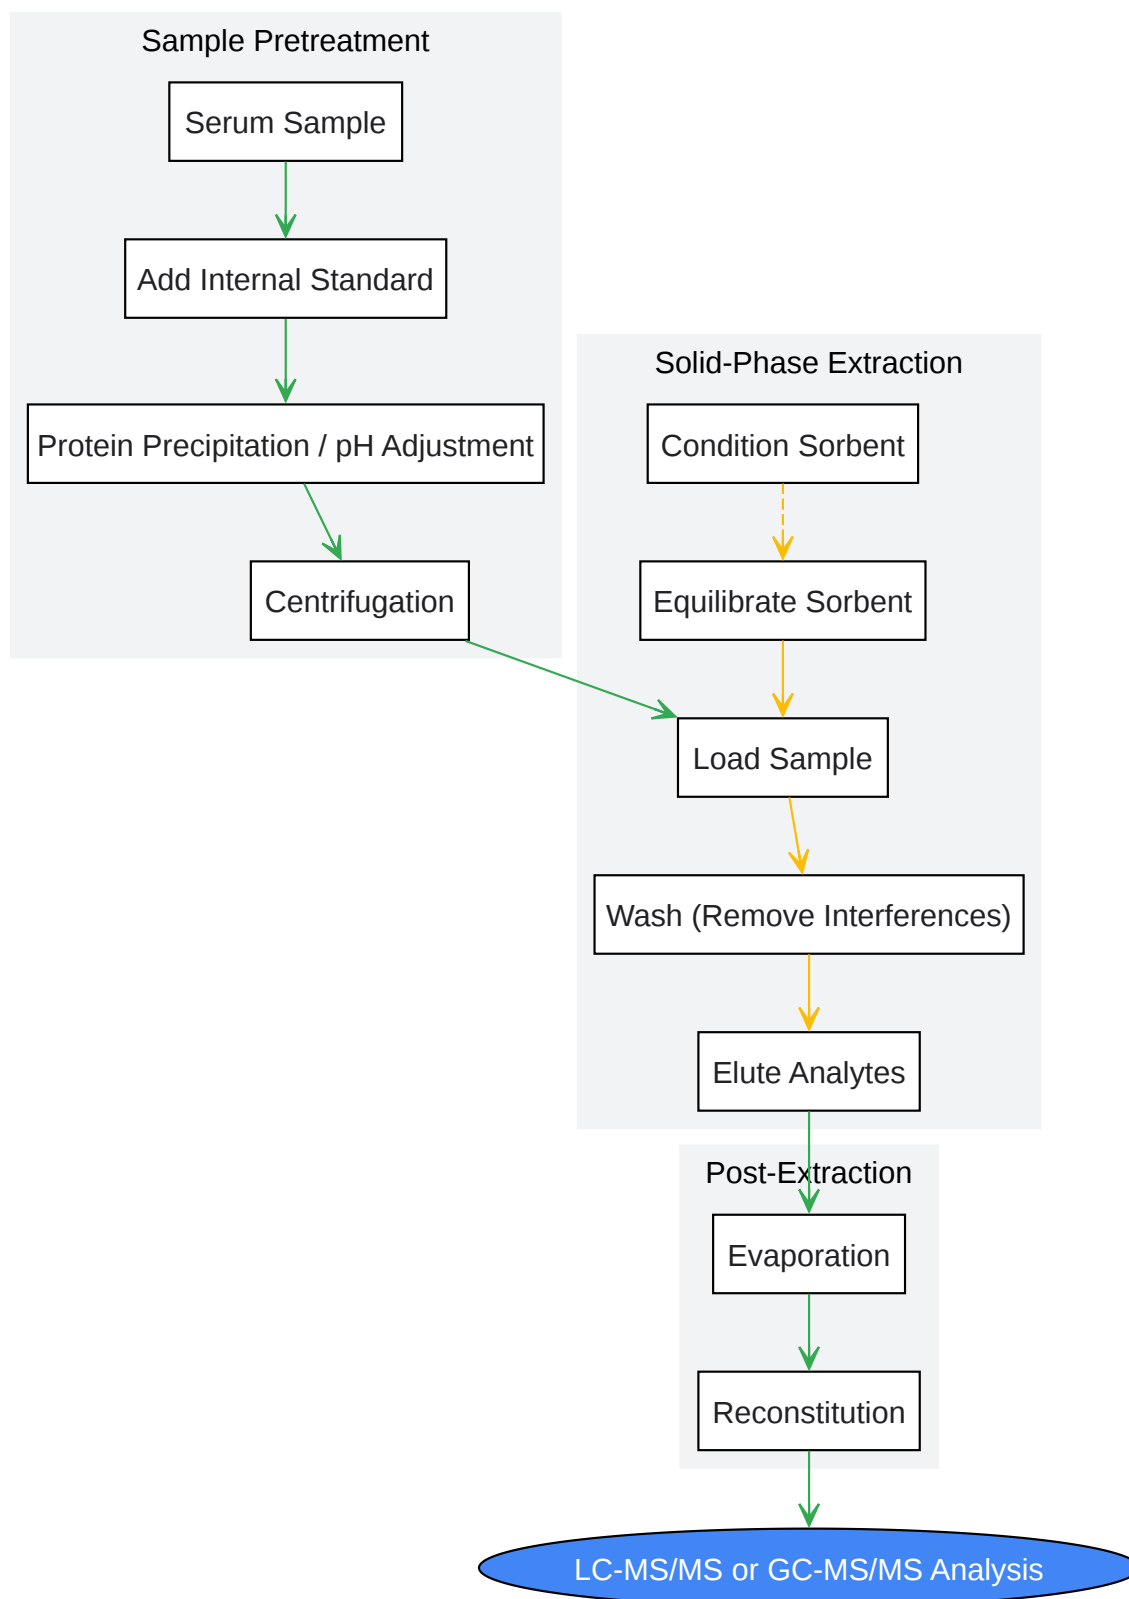 Sample Pretreatment
Serum Sample
Add Internal Standard
Protein Precipitation / pH Adjustment
Centrifugation
Solid-Phase Extraction
Condition Sorbent
Equilibrate Sorbent
Load Sample
Wash (Remove Interferences)
Elute Analytes
Post-Extraction
Evaporation
Reconstitution
LC-MS/MS or GC-MS/MS Analysis